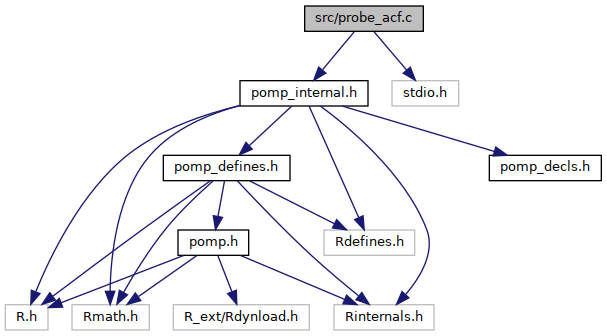 src/probe_acf.c
pomp_internal.h
stdio.h
pomp_defines.h
pomp_decls.h
pomp.h
Rdefines.h
R.h
Rmath.h
R_ext/Rdynload.h
Rinternals.h